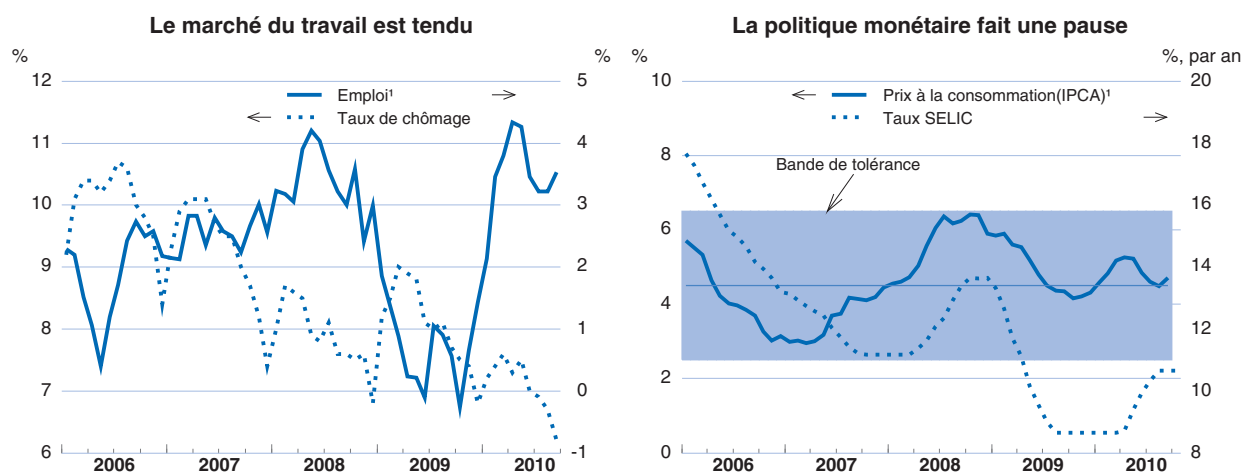 Le marché du travail est tendu
% %
12 5
Emploi¹
Taux de chômage
11 4
10 3
9 2
8 1
7 0
6 -1
2006 2007 2008 2009 2010
La politique monétaire fait une pause
% %, par an
10 20
Prix à la consommation(IPCA)¹
Taux SELIC
18
8
Bande de tolérance
16
6
14
4
12
2
10
0 8
2006 2007 2008 2009 2010